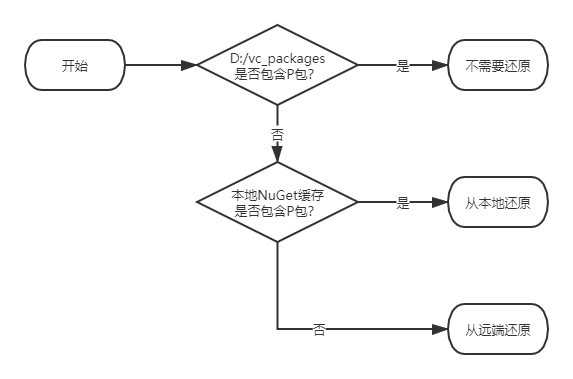 开始
D:/vc_packages
是否包含P包?
是
不需要还原
否
本地NuGet缓存
是否包含P包?
是
从本地还原
否
从远端还原